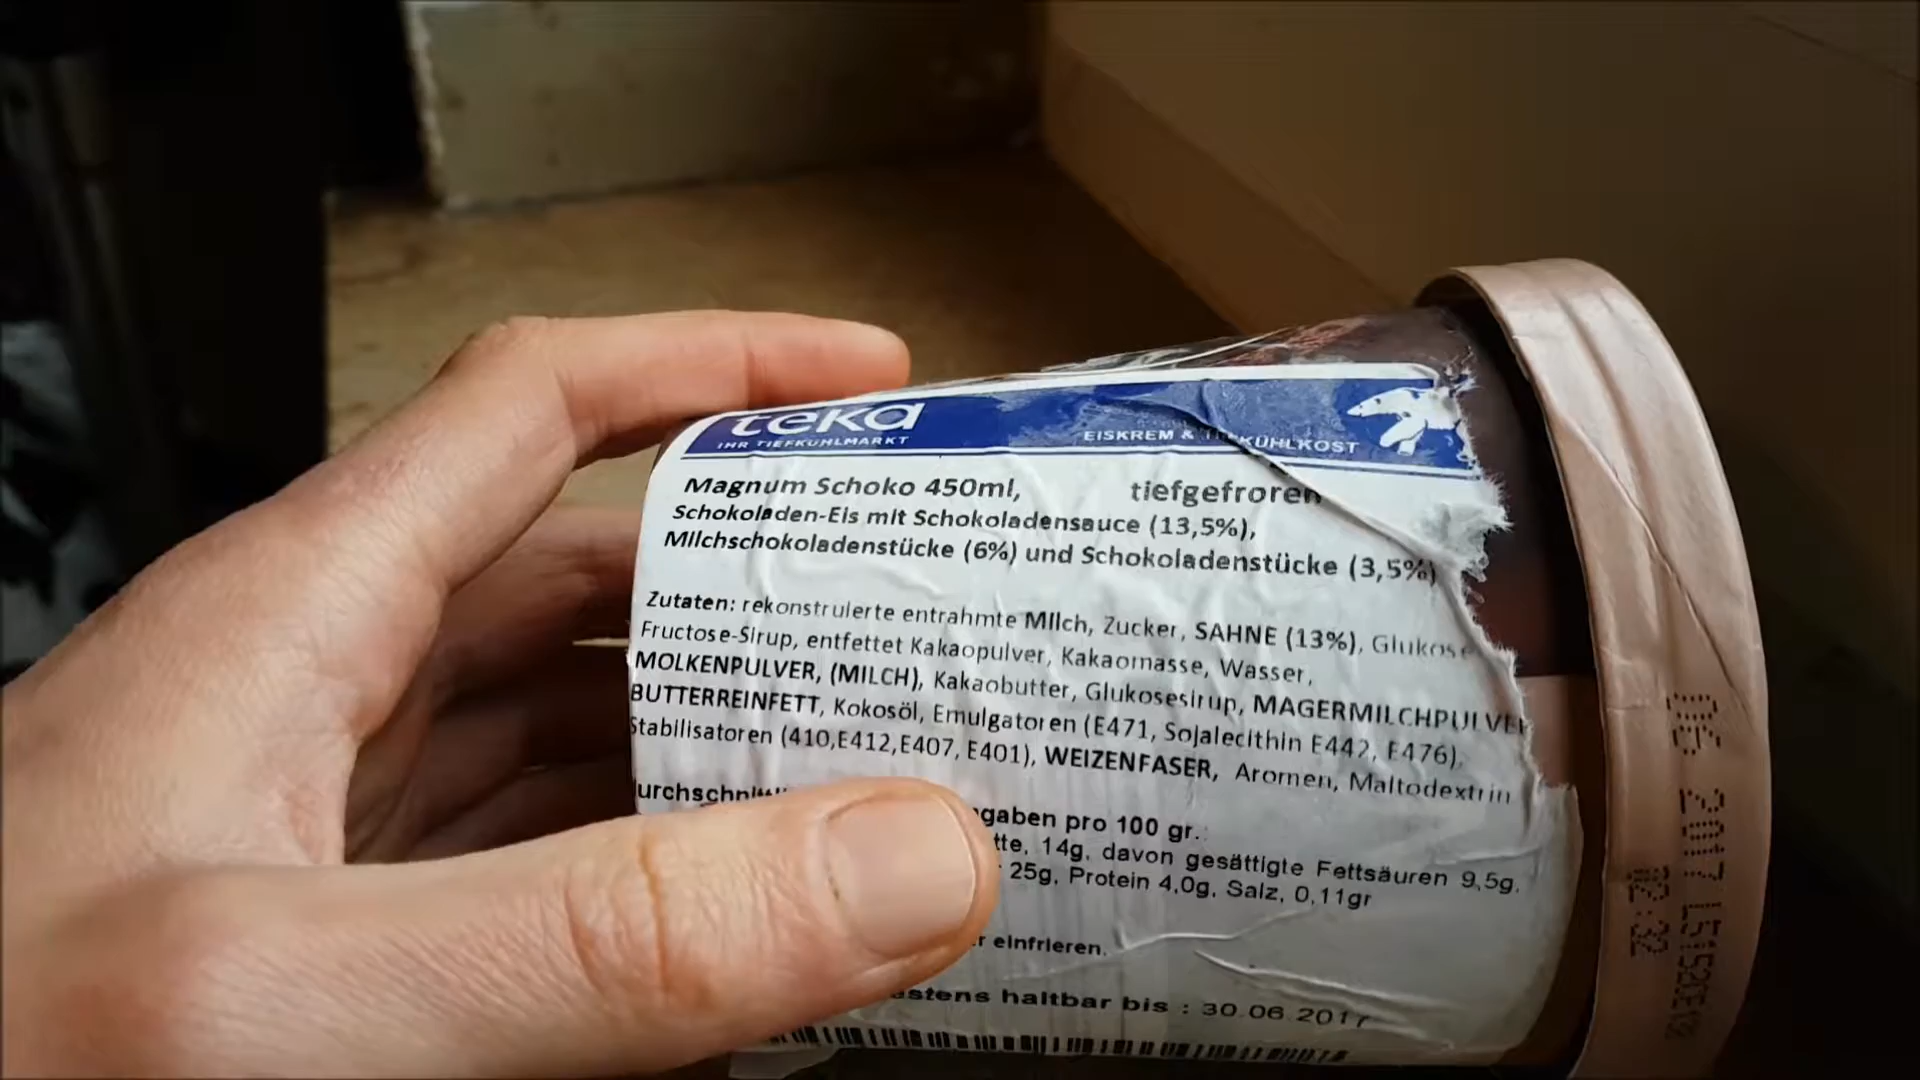 teka
IHR TIEFKÜHLMARKT
EISKREM & KÜHLKOST
Magnum Schoko 450ml, tiefgefroren
Schokoladen-Eis mit Schokoladensauce (13,5%),
Milchschokoladenstücke (6%) und Schokoladenstücke (3,5%)
Zutaten: rekonstruierte entrahmte Milch, Zucker, SAHNE (13%), Glukose
Fructose-Sirup, entfettet Kakaopulver, Kakaomasse, Wasser,
MOLKENPULVER, (MILCH), Kakaobutter, Glukosesirup, MAGERMILCHPULVER
BUTTERREINFETT, Kokosöl, Emulgatoren (E471, Sojalecithin E442, E476),
Stabilisatoren (410,E412,E407, E401), WEIZENFASER, Aromen, Maltodextrin
gaben pro 100 gr.:
tte, 14g, davon gesättigte Fettsäuren 9,5g,
25g, Protein 4,0g, Salz, 0,11gr
r einfrieren.
stens haltbar bis : 30.06.2017
06 2017
02:32